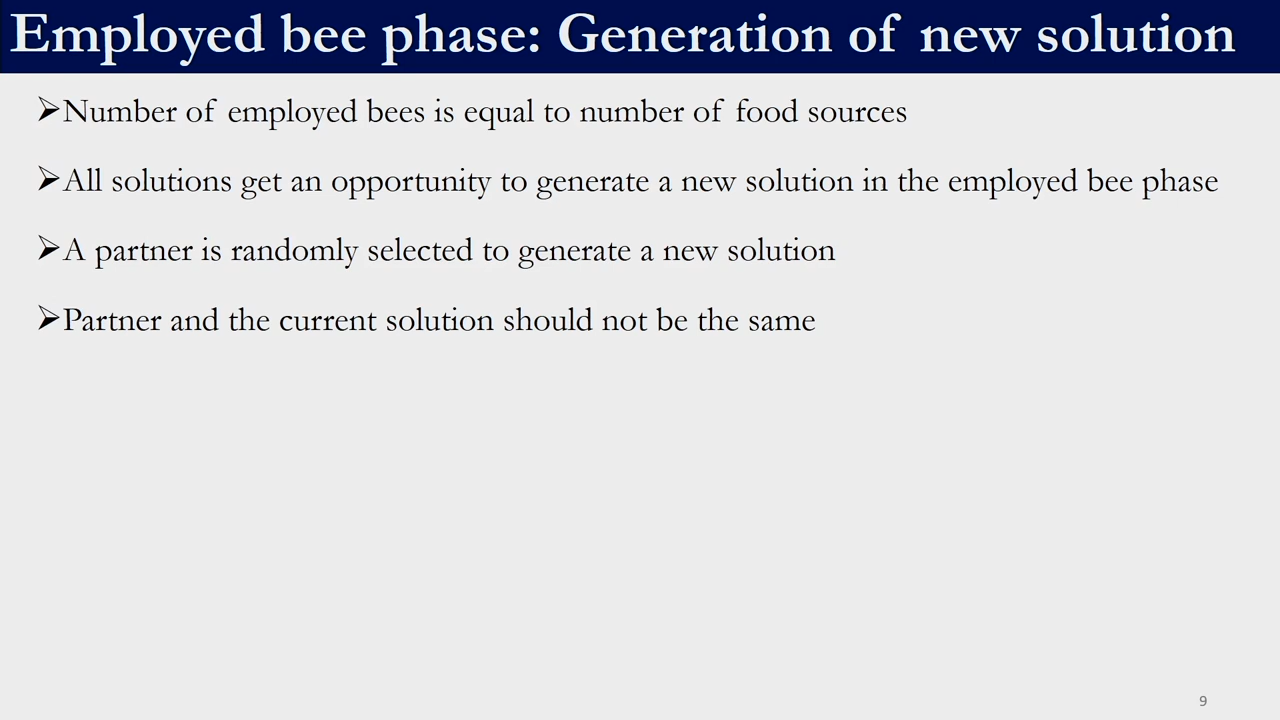 Employed bee phase: Generation of new solution
➢Number of employed bees is equal to number of food sources
➢All solutions get an opportunity to generate a new solution in the employed bee phase
➢A partner is randomly selected to generate a new solution
➢Partner and the current solution should not be the same
9